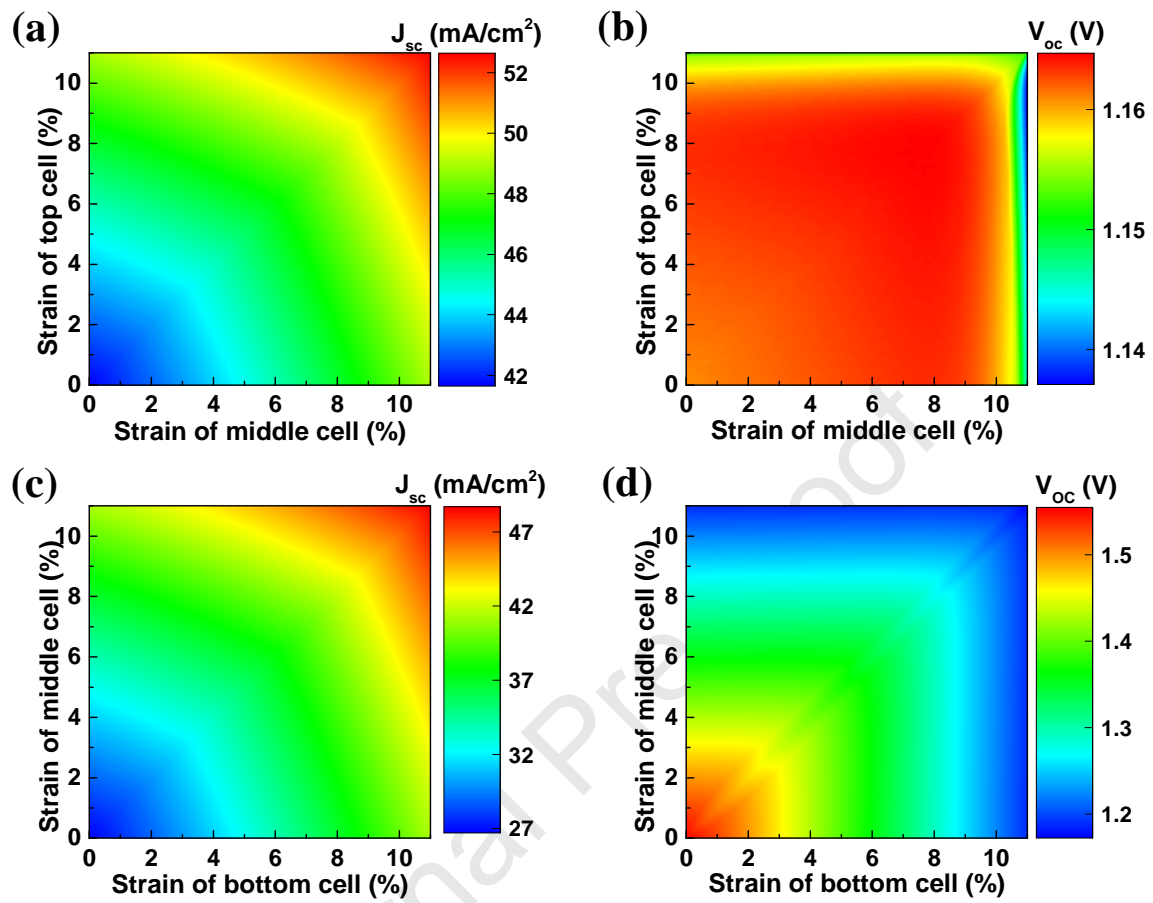 (a)
J_sc (mA/cm²)
Strain of top cell (%)
10
8
6
4
2
0
0 2 4 6 8 10
Strain of middle cell (%)
52
50
48
46
44
42
(b)
V_oc (V)
Strain of top cell (%)
10
8
6
4
2
0
0 2 4 6 8 10
Strain of middle cell (%)
1.16
1.15
1.14
(c)
J_sc (mA/cm²)
Strain of middle cell (%)
10
8
6
4
2
0
0 2 4 6 8 10
Strain of bottom cell (%)
47
42
37
32
27
(d)
V_OC (V)
Strain of middle cell (%)
10
8
6
4
2
0
0 2 4 6 8 10
Strain of bottom cell (%)
1.5
1.4
1.3
1.2